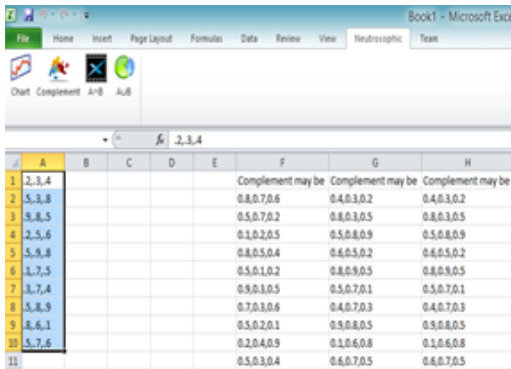 Book1 - Microsoft Exce
File Home Insert Page Layout Formulas Data Review View Neutrosophic Team
Chart Complement A^B AuB
fx .2,.3,.4
A B C D E F G H
1 .2,.3,.4 Complement may be Complement may be Complement may be
2 .5,.3,.8 0.8,0.7,0.6 0.4,0.3,0.2 0.4,0.3,0.2
3 .9,.8,.5 0.5,0.7,0.2 0.8,0.3,0.5 0.8,0.3,0.5
4 .2,.5,.6 0.1,0.2,0.5 0.5,0.8,0.9 0.5,0.8,0.9
5 .5,.9,.8 0.8,0.5,0.4 0.6,0.5,0.2 0.6,0.5,0.2
6 .1,.7,.5 0.5,0.1,0.2 0.8,0.9,0.5 0.8,0.9,0.5
7 .3,.7,.4 0.9,0.3,0.5 0.5,0.7,0.1 0.5,0.7,0.1
8 .5,.8,.9 0.7,0.3,0.6 0.4,0.7,0.3 0.4,0.7,0.3
9 .8,.6,.1 0.5,0.2,0.1 0.9,0.8,0.5 0.9,0.8,0.5
10 .5,.7,.6 0.2,0.4,0.9 0.1,0.6,0.8 0.1,0.6,0.8
11 0.5,0.3,0.4 0.6,0.7,0.5 0.6,0.7,0.5